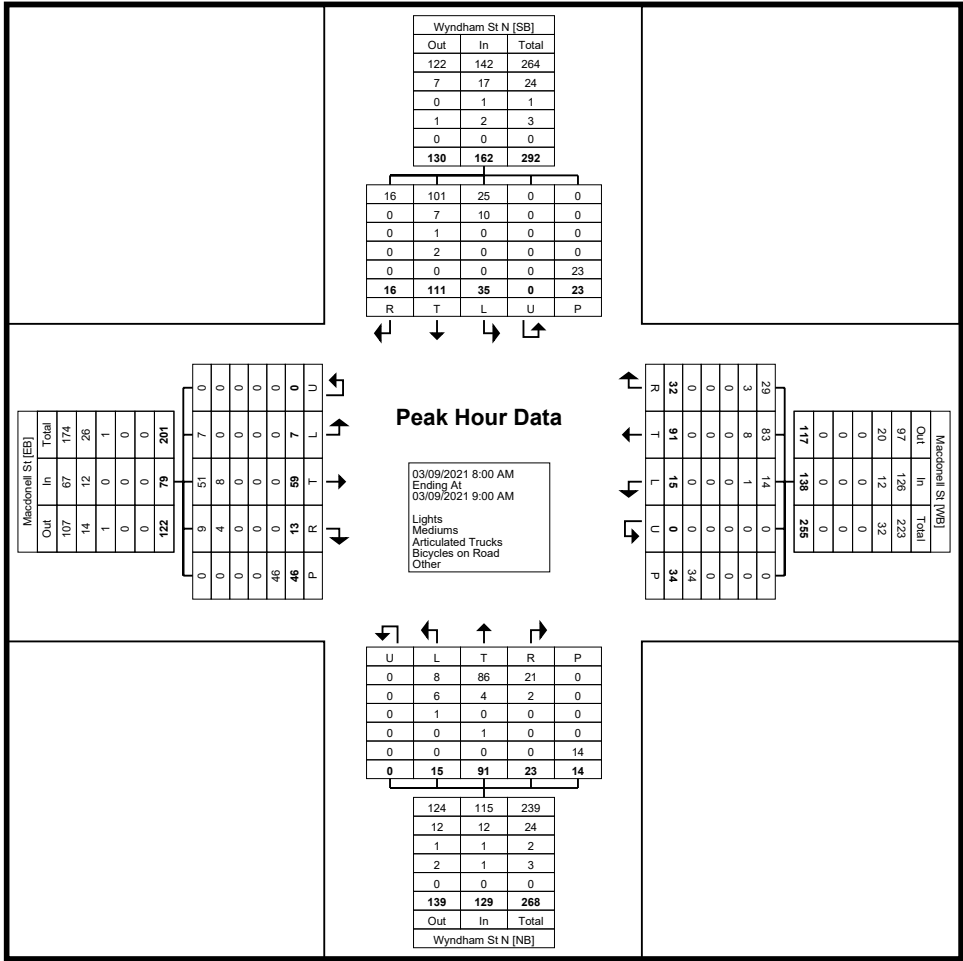 Wyndham St N [SB]
Out In Total
122 142 264
7 17 24
0 1 1
1 2 3
0 0 0
130 162 292
16 101 25 0 0
0 7 10 0 0
0 1 0 0 0
0 2 0 0 0
0 0 0 0 23
16 111 35 0 23
R T L U P
Macdonell St [EB]
Total In Out
174 67 107
26 12 14
1 0 1
0 0 0
0 0 0
201 79 122
0 7 51 9 0
0 0 8 4 0
0 0 0 0 0
0 0 0 0 0
0 0 0 0 46
0 7 59 13 46
U L T R P
Peak Hour Data
03/09/2021 8:00 AM
Ending At
03/09/2021 9:00 AM
Lights
Mediums
Articulated Trucks
Bicycles on Road
Other
R T L U P
32 91 15 0 34
0 0 0 0 34
0 0 0 0 0
0 0 0 0 0
3 8 1 0 0
29 83 14 0 0
117 138 255
0 0 0
0 0 0
0 0 0
20 12 32
97 126 223
Out In Total
Macdonell St [WB]
U L T R P
0 8 86 21 0
0 6 4 2 0
0 1 0 0 0
0 0 1 0 0
0 0 0 0 14
0 15 91 23 14
124 115 239
12 12 24
1 1 2
2 1 3
0 0 0
139 129 268
Out In Total
Wyndham St N [NB]